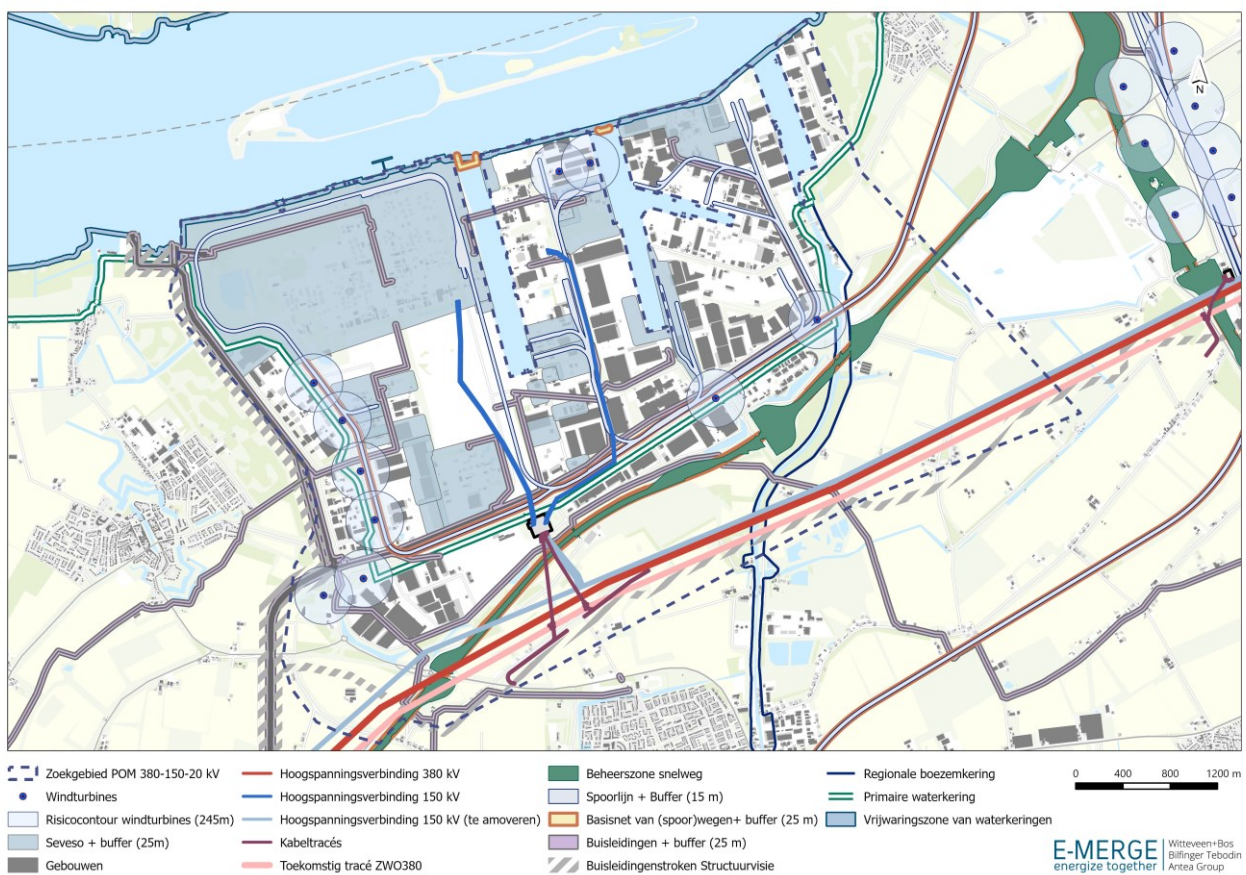 N
Zoekgebied POM 380-150-20 kV
Windturbines
Risicocontour windturbines (245m)
Seveso + buffer (25m)
Gebouwen
Hoogspanningsverbinding 380 kV
Hoogspanningsverbinding 150 kV
Hoogspanningsverbinding 150 kV (te amoveren)
Kabeltracés
Toekomstig tracé ZWO380
Beheerszone snelweg
Spoorlijn + Buffer (15 m)
Basisnet van (spoor)wegen+ buffer (25 m)
Buisleidingen + buffer (25 m)
Buisleidingenstroken Structuurvisie
Regionale boezemkering
Primaire waterkering
Vrijwaringszone van waterkeringen
0 400 800 1200 m
E-MERGE
energize together
Witteveen+Bos
Bilfinger Tebodin
Antea Group